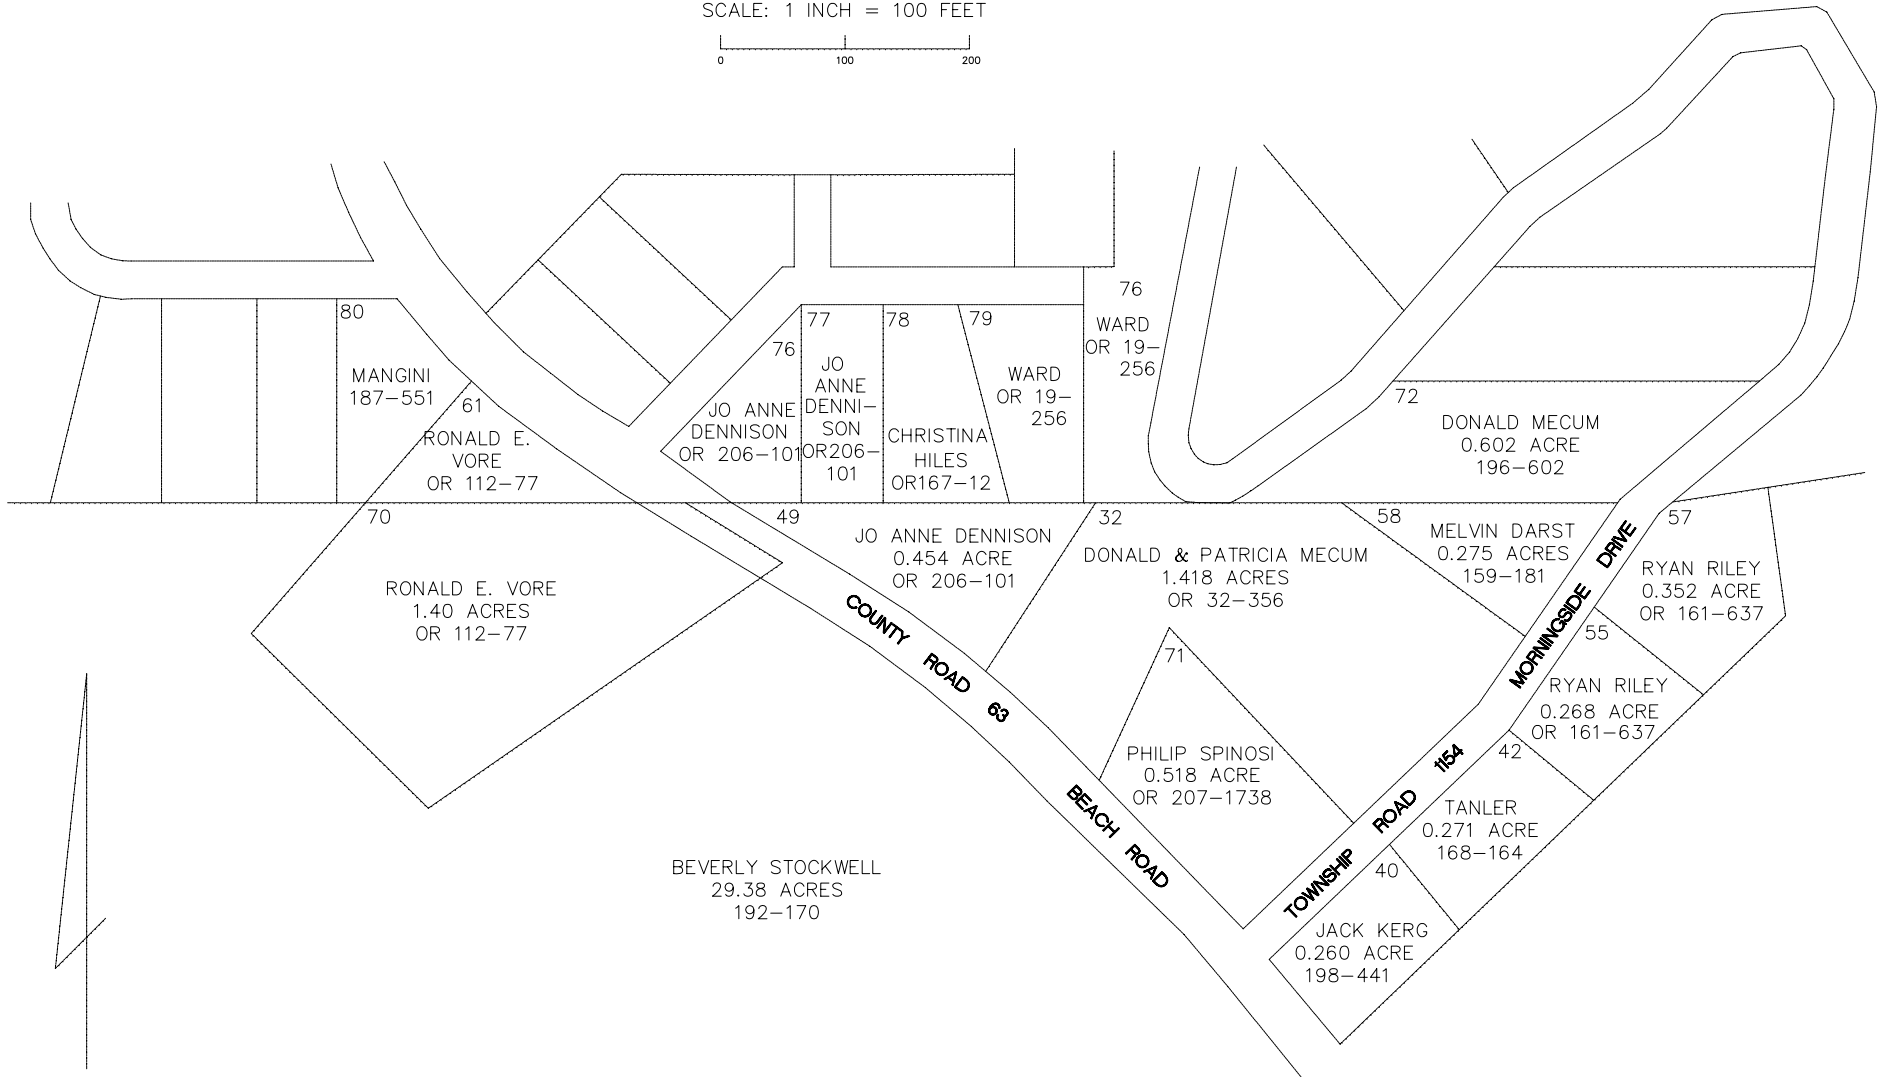 SCALE: 1 INCH = 100 FEET
0 100 200
80
MANGINI
187-551
61
RONALD E.
VORE
OR 112-77
76
JO ANNE
DENNISON
OR 206-101
77
JO
ANNE
DENNI-
SON
OR206-
101
78
CHRISTINA
HILES
OR167-12
79
WARD
OR 19-
256
76
WARD
OR 19-
256
72
DONALD MECUM
0.602 ACRE
196-602
70
RONALD E. VORE
1.40 ACRES
OR 112-77
49
JO ANNE DENNISON
0.454 ACRE
OR 206-101
32
DONALD & PATRICIA MECUM
1.418 ACRES
OR 32-356
58
MELVIN DARST
0.275 ACRES
159-181
57
RYAN RILEY
0.352 ACRE
OR 161-637
55
RYAN RILEY
0.268 ACRE
OR 161-637
71
PHILIP SPINOSI
0.518 ACRE
OR 207-1738
42
TANLER
0.271 ACRE
168-164
40
JACK KERG
0.260 ACRE
198-441
BEVERLY STOCKWELL
29.38 ACRES
192-170
COUNTY ROAD 63
BEACH ROAD
TOWNSHIP ROAD 1154
MORNINGSIDE DRIVE